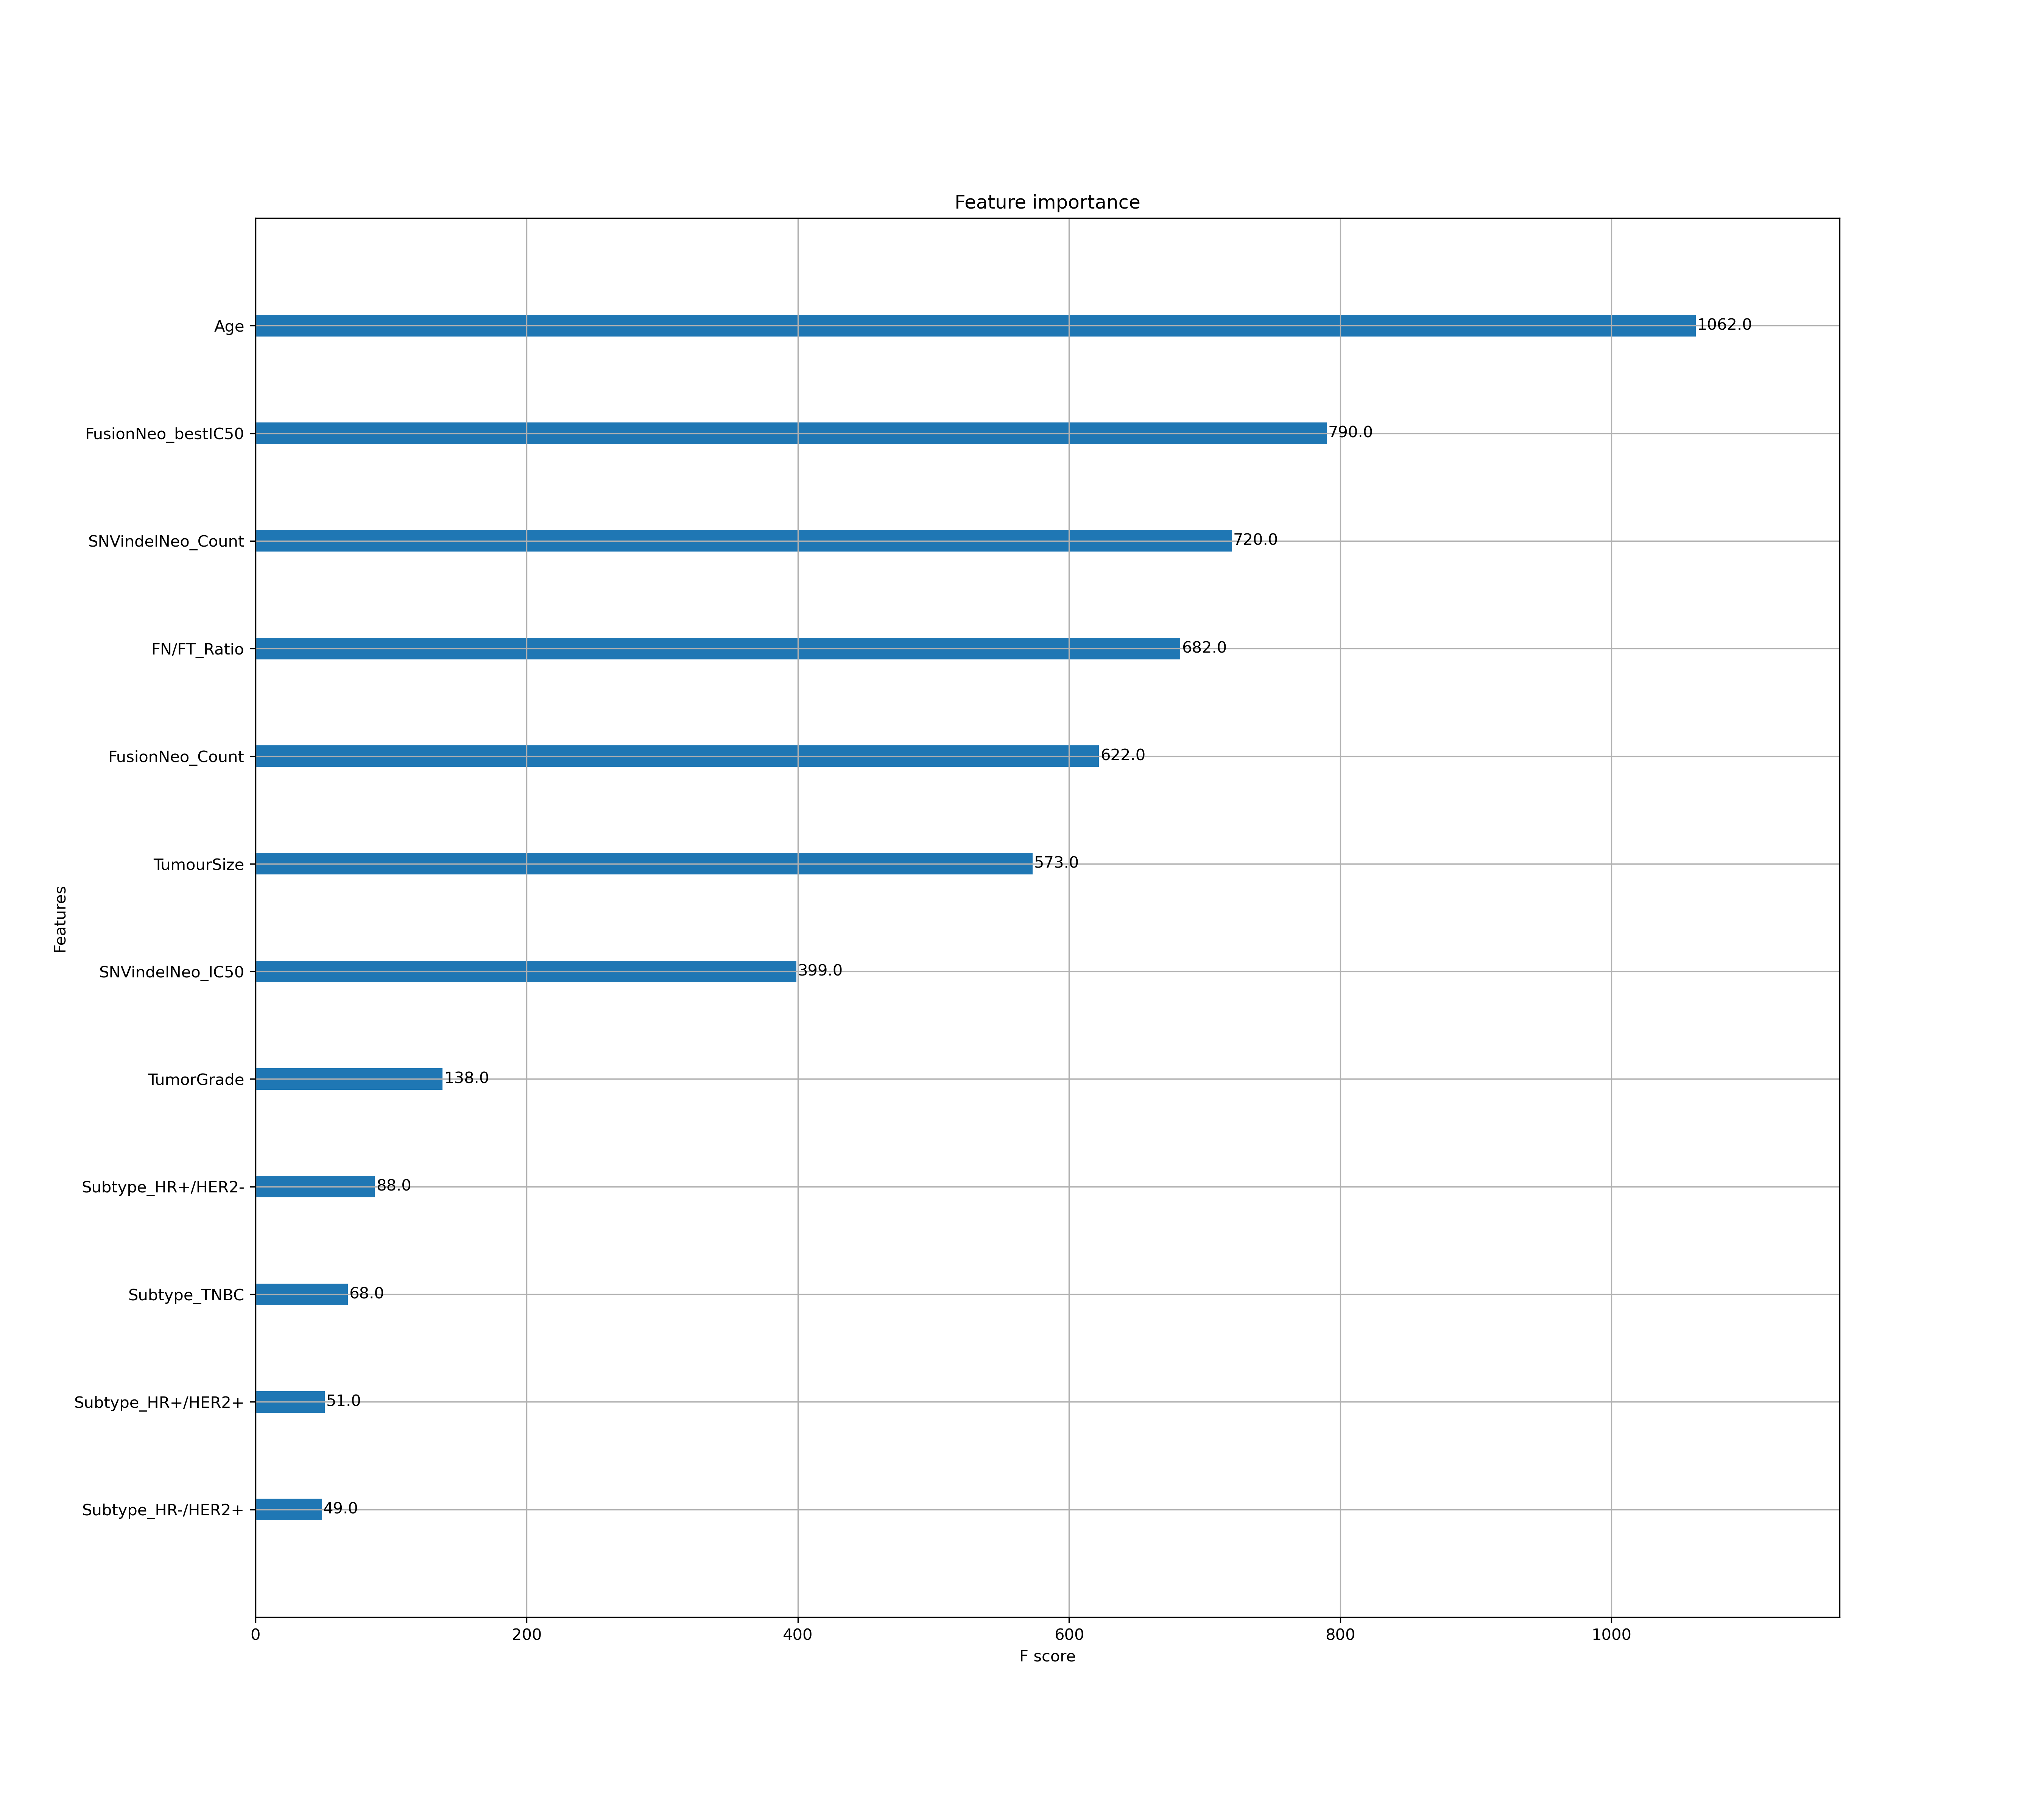 Feature importance
Age
1062.0
FusionNeo_bestIC50
790.0
SNVindelNeo_Count
720.0
FN/FT_Ratio
682.0
FusionNeo_Count
622.0
TumourSize
573.0
SNVindelNeo_IC50
399.0
TumorGrade
138.0
Subtype_HR+/HER2-
88.0
Subtype_TNBC
68.0
Subtype_HR+/HER2+
51.0
Subtype_HR-/HER2+
49.0
Features
0 200 400 600 800 1000
F score